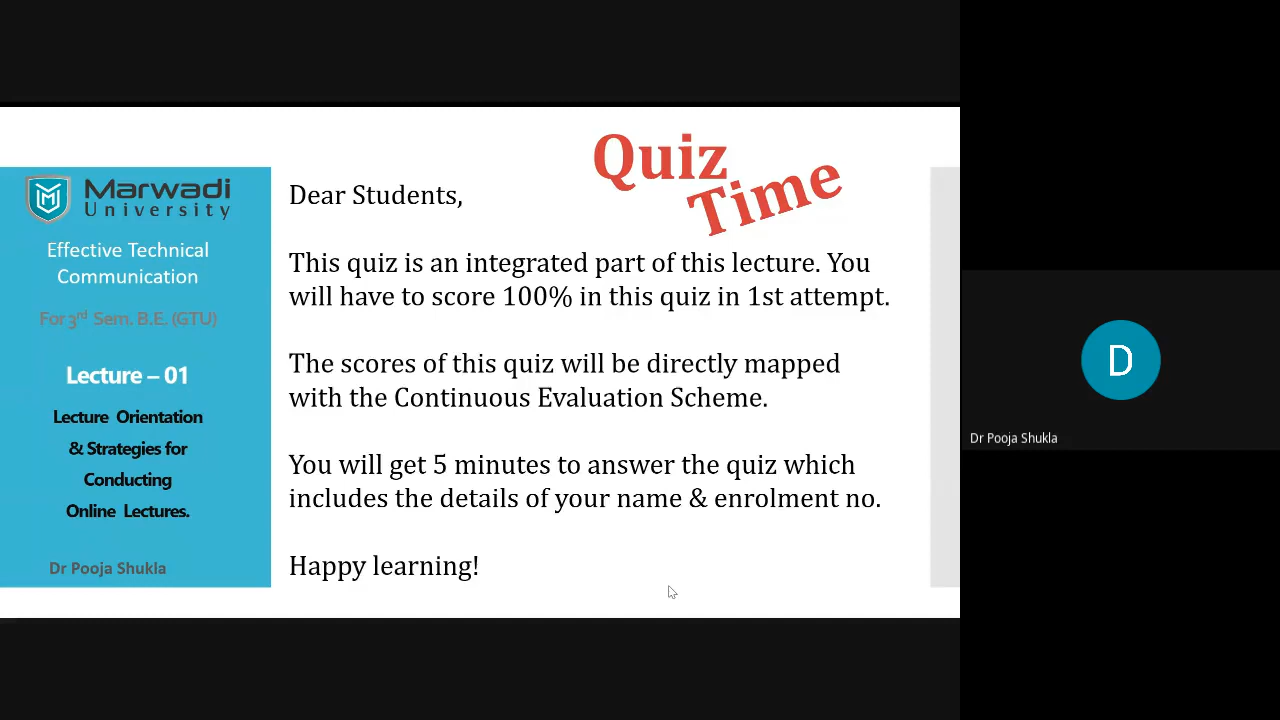 Quiz
Time
Marwadi
University
Effective Technical
Communication
For 3rd Sem. B.E. (GTU)
Lecture – 01
Lecture Orientation
& Strategies for
Conducting
Online Lectures.
Dr Pooja Shukla
Dear Students,
This quiz is an integrated part of this lecture. You
will have to score 100% in this quiz in 1st attempt.
The scores of this quiz will be directly mapped
with the Continuous Evaluation Scheme.
You will get 5 minutes to answer the quiz which
includes the details of your name & enrolment no.
Happy learning!
D
Dr Pooja Shukla